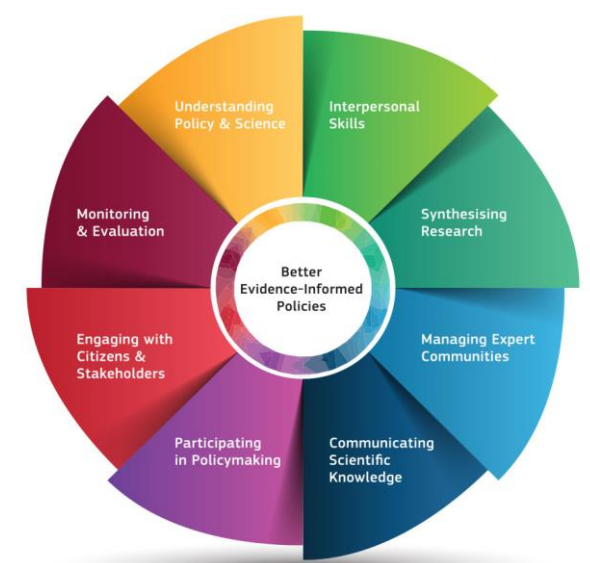 Understanding
Policy & Science
Interpersonal
Skills
Synthesising
Research
Managing Expert
Communities
Communicating
Scientific
Knowledge
Participating
in Policymaking
Engaging with
Citizens &
Stakeholders
Monitoring
& Evaluation
Better
Evidence-Informed
Policies